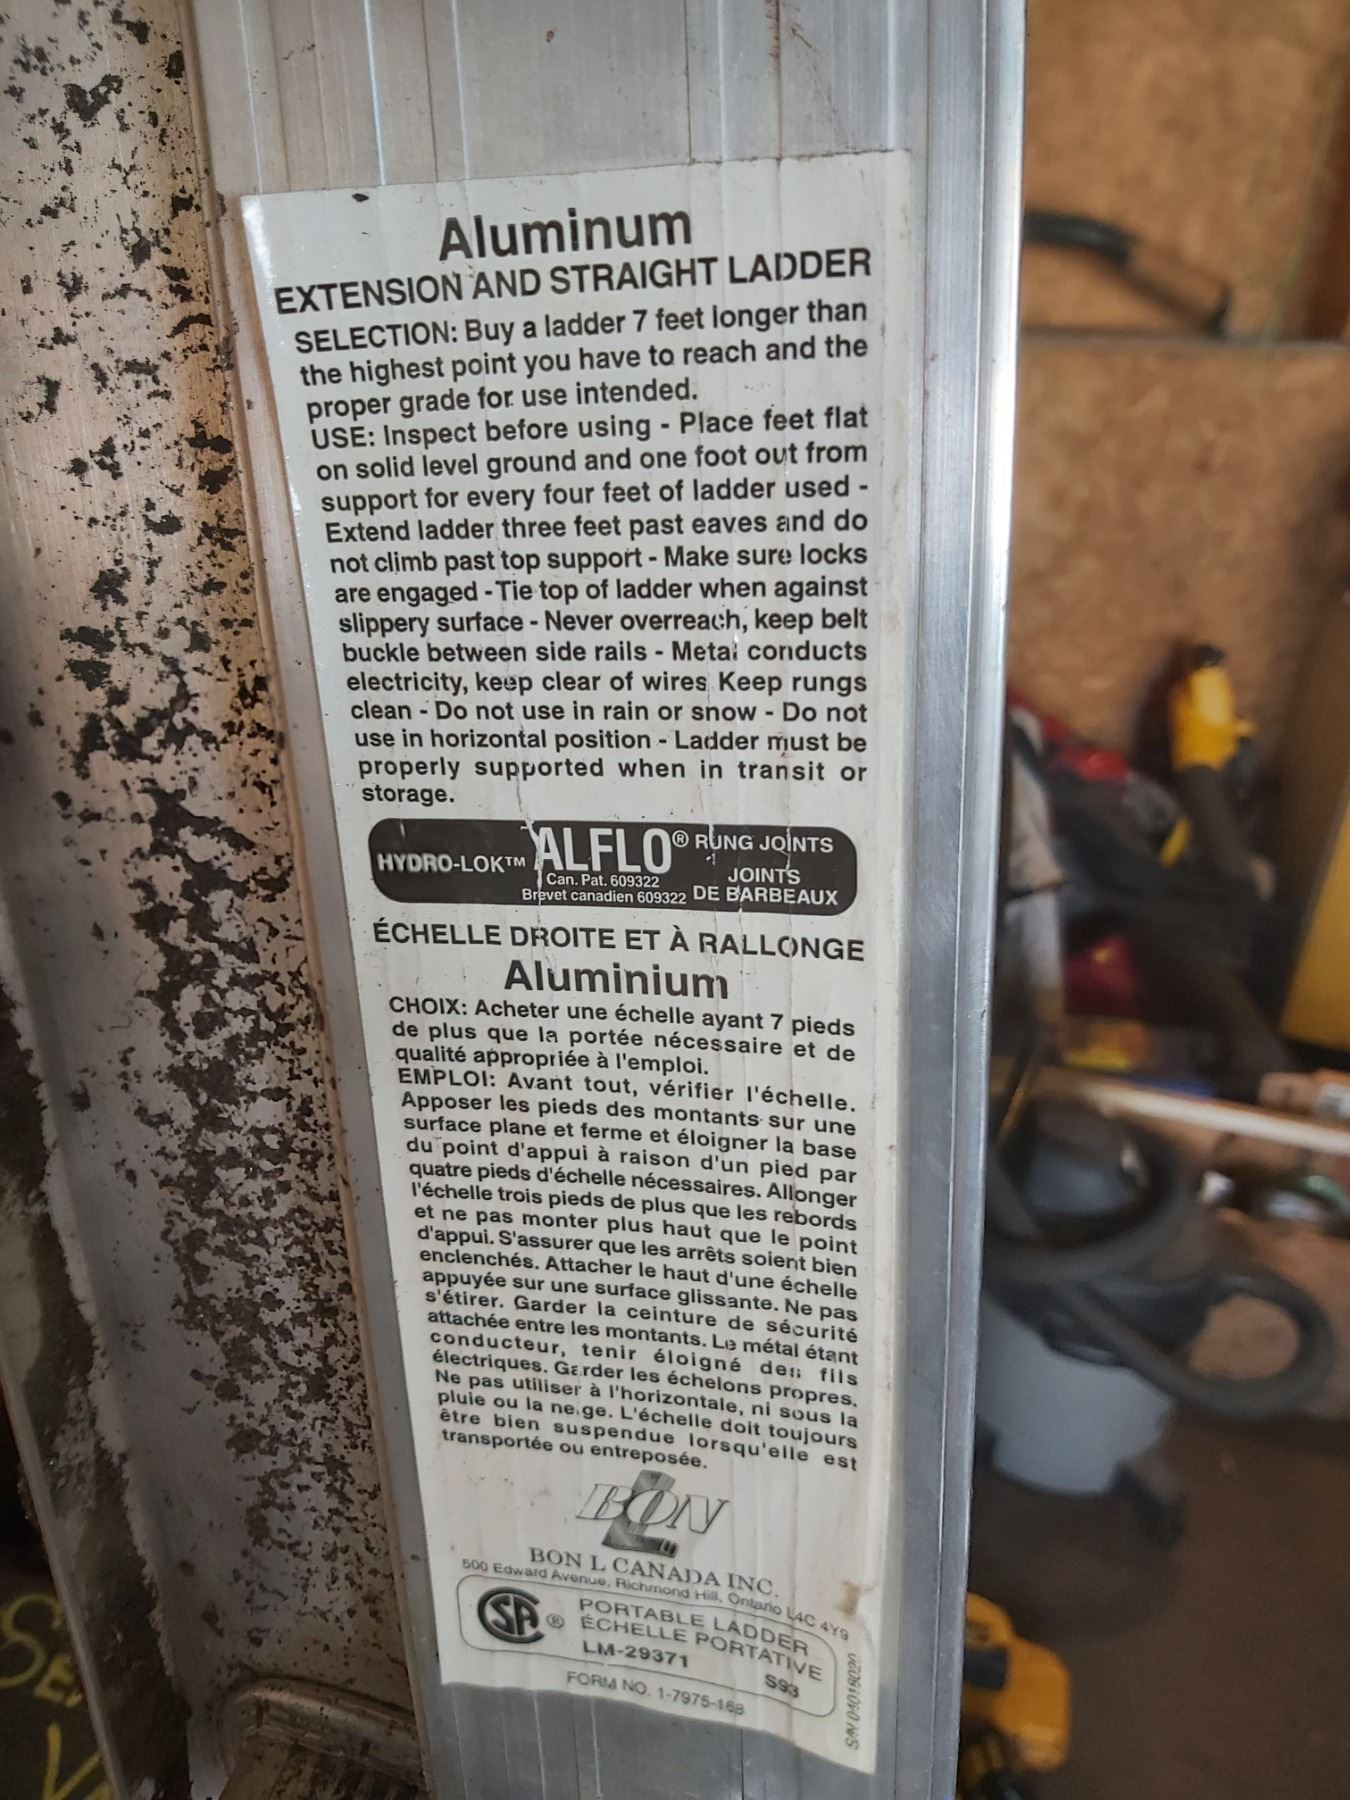 Aluminum
EXTENSION AND STRAIGHT LADDER
SELECTION: Buy a ladder 7 feet longer than
the highest point you have to reach and the
proper grade for use intended.
USE: Inspect before using - Place feet flat
on solid level ground and one foot out from
support for every four feet of ladder used -
Extend ladder three feet past eaves and do
not climb past top support - Make sure locks
are engaged - Tie top of ladder when against
slippery surface - Never overreach, keep belt
buckle between side rails - Metal conducts
electricity, keep clear of wires Keep rungs
clean - Do not use in rain or snow - Do not
use in horizontal position - Ladder must be
properly supported when in transit or
storage.
HYDRO-LOK™ ALFLO® RUNG JOINTS
Can. Pat. 609322 JOINTS
Brevet canadien 609322 DE BARBEAUX
ÉCHELLE DROITE ET À RALLONGE
Aluminium
CHOIX: Acheter une échelle ayant 7 pieds
de plus que la portée nécessaire et de
qualité appropriée à l'emploi.
EMPLOI: Avant tout, vérifier l'échelle.
Apposer les pieds des montants sur une
surface plane et ferme et éloigner la base
du point d'appui à raison d'un pied par
quatre pieds d'échelle nécessaires. Allonger
l'échelle trois pieds de plus que les rebords
et ne pas monter plus haut que le point
d'appui. S'assurer que les arrêts soient bien
enclenchés. Attacher le haut d'une échelle
appuyée sur une surface glissante. Ne pas
s'étirer. Garder la ceinture de sécurité
attachée entre les montants. Le métal étant
conducteur, tenir éloigné des fils
électriques. Garder les échelons propres.
Ne pas utiliser à l'horizontale, ni sous la
pluie ou la neige. L'échelle doit toujours
être bien suspendue lorsqu'elle est
transportée ou entreposée.
BON L
BON L CANADA INC.
500 Edward Avenue, Richmond Hill, Ontario L4C 4Y9
SA® PORTABLE LADDER
ÉCHELLE PORTATIVE
LM-29371 S93
FORM NO. 1-7975-168
S/N 04018020